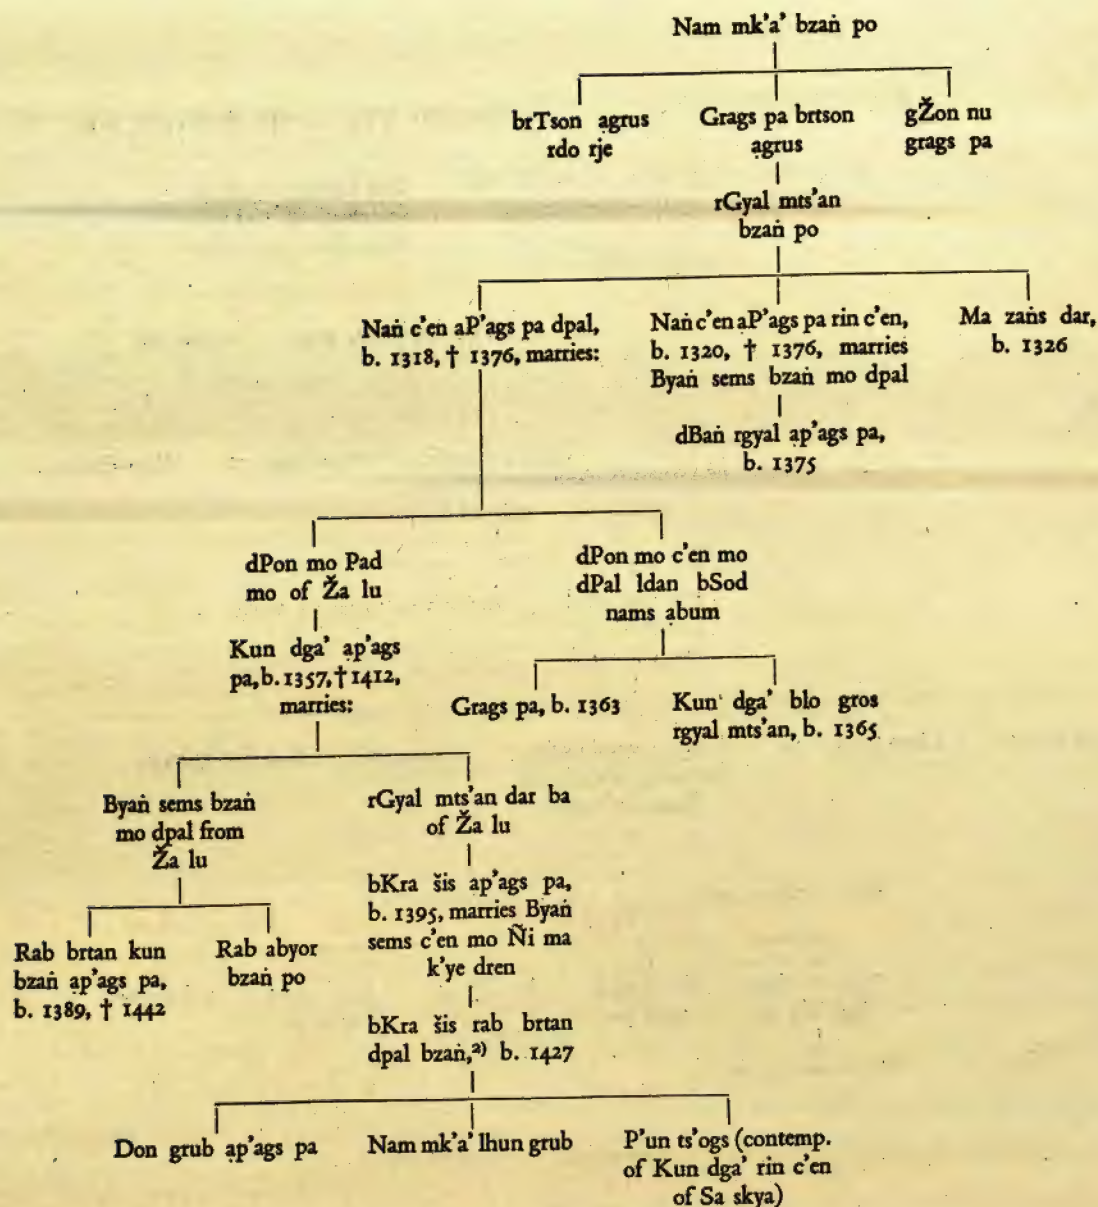 Nam mk'a' bzaṅ po
brTson ạgrus
rdo rje
Grags pa brtson
ạgrus
gŽon nu
grags pa
rGyal mts'an
bzaṅ po
Naṅ c'en aP'ags pa dpal,
b. 1318, † 1376, marries:
Naṅ c'en aP'ags pa rin c'en,
b. 1320, † 1376, marries
Byaṅ sems bzaṅ mo dpal
Ma zaṅs dar,
b. 1326
dBaṅ rgyal ạp'ags pa,
b. 1375
dPon mo Pad
mo of Ža lu
dPon mo c'en mo
dPal ldan bSod
nams ạbum
Kun dga' ạp'ags
pa, b. 1357, † 1412,
marries:
Grags pa, b. 1363
Kun dga' blo gros
rgyal mts'an, b. 1365
Byaṅ sems bzaṅ
mo dpal from
Ža lu
rGyal mts'an dar ba
of Ža lu
Rab brtan kun
bzaṅ ạp'ags pa,
b. 1389, † 1442
Rab abyor
bzaṅ po
bKra šis ạp'ags pa,
b. 1395, marries Byaṅ
sems c'en mo Ñi ma
k'ye dren
bKra šis rab brtan
dpal bzaṅ,²⁾ b. 1427
Don grub ạp'ags pa
Nam mk'a' lhun grub
P'un ts'ogs (contemp.
of Kun dga' rin c'en
of Sa skya)